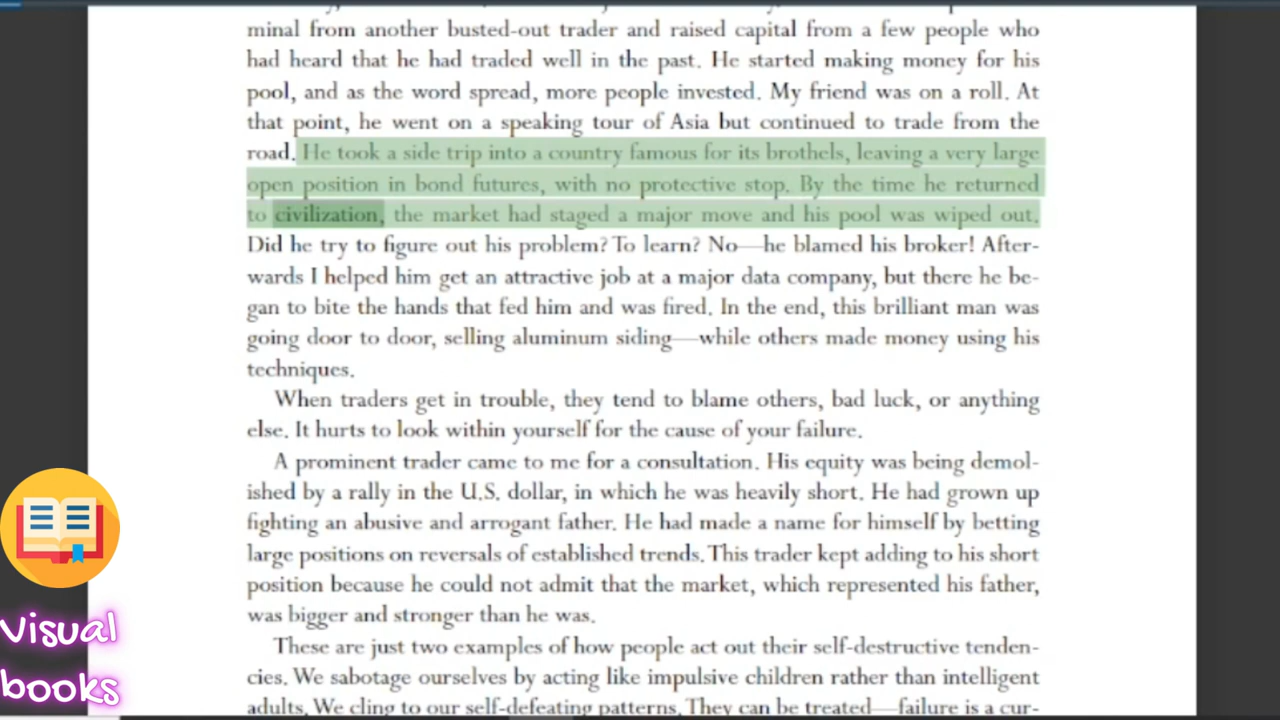 minal from another busted-out trader and raised capital from a few people who
had heard that he had traded well in the past. He started making money for his
pool, and as the word spread, more people invested. My friend was on a roll. At
that point, he went on a speaking tour of Asia but continued to trade from the
road. He took a side trip into a country famous for its brothels, leaving a very large
open position in bond futures, with no protective stop. By the time he returned
to civilization, the market had staged a major move and his pool was wiped out.
Did he try to figure out his problem? To learn? No—he blamed his broker! After-
wards I helped him get an attractive job at a major data company, but there he be-
gan to bite the hands that fed him and was fired. In the end, this brilliant man was
going door to door, selling aluminum siding—while others made money using his
techniques.
When traders get in trouble, they tend to blame others, bad luck, or anything
else. It hurts to look within yourself for the cause of your failure.
A prominent trader came to me for a consultation. His equity was being demol-
ished by a rally in the U.S. dollar, in which he was heavily short. He had grown up
fighting an abusive and arrogant father. He had made a name for himself by betting
large positions on reversals of established trends. This trader kept adding to his short
position because he could not admit that the market, which represented his father,
was bigger and stronger than he was.
These are just two examples of how people act out their self-destructive tenden-
cies. We sabotage ourselves by acting like impulsive children rather than intelligent
adults. We cling to our self-defeating patterns. They can be treated—failure is a cur-
Visual
books